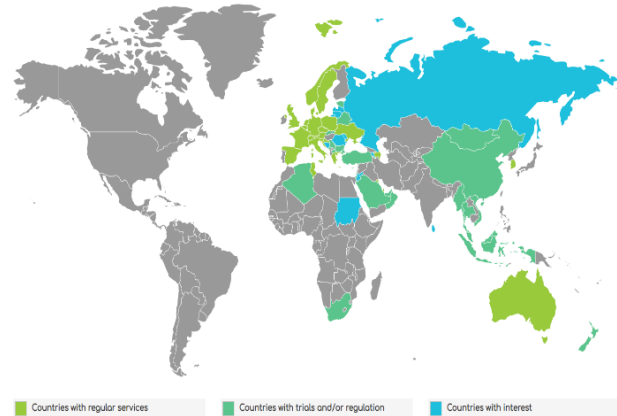 Countries with regular services
Countries with trials and/or regulation
Countries with interest